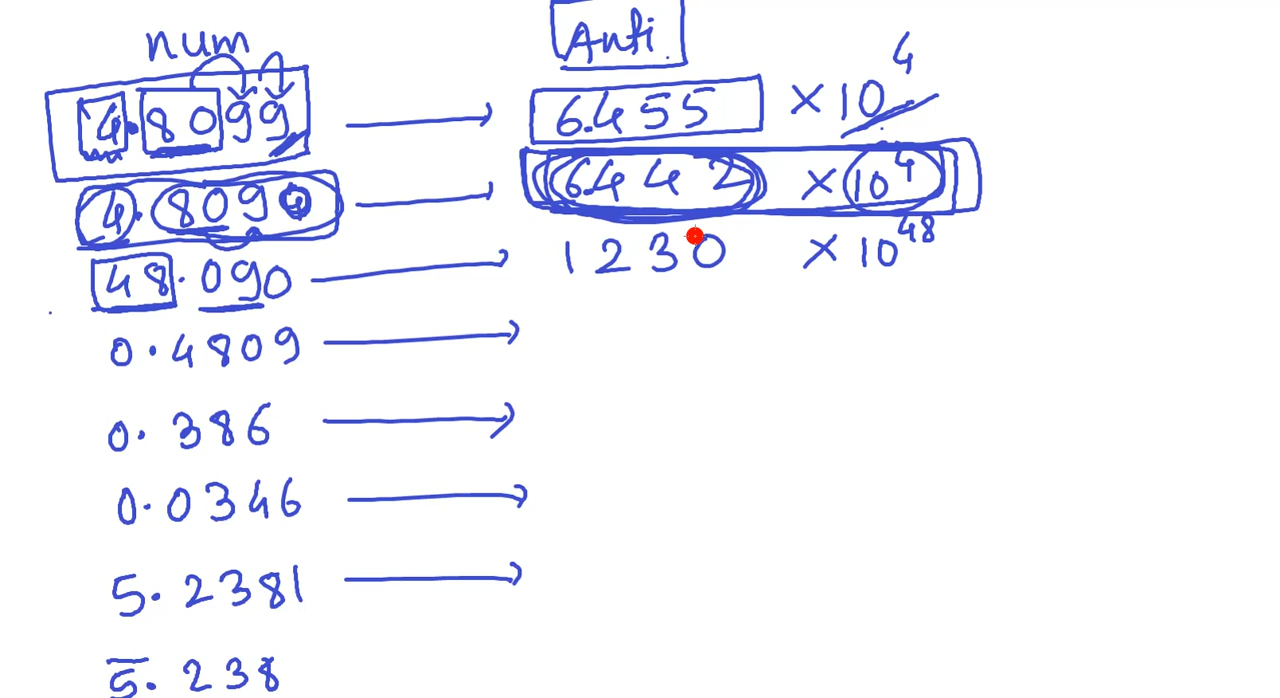 num Anti
4.8099 → 6.455 × 10^4
4.8094 → 6.442 × 10^4
48.090 → 1230 × 10^48
0.4809 →
0.386 →
0.0346 →
5.2381 →
5̅.238